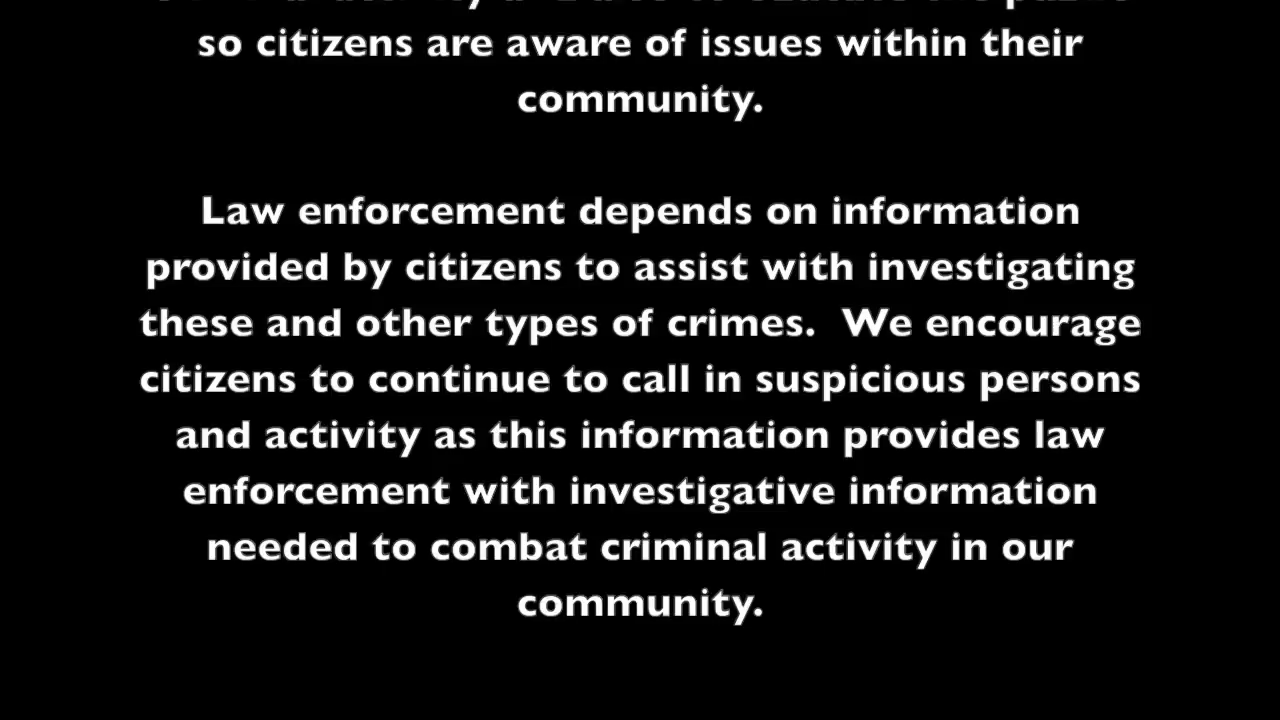 so citizens are aware of issues within their
community.
Law enforcement depends on information
provided by citizens to assist with investigating
these and other types of crimes.  We encourage
citizens to continue to call in suspicious persons
and activity as this information provides law
enforcement with investigative information
needed to combat criminal activity in our
community.